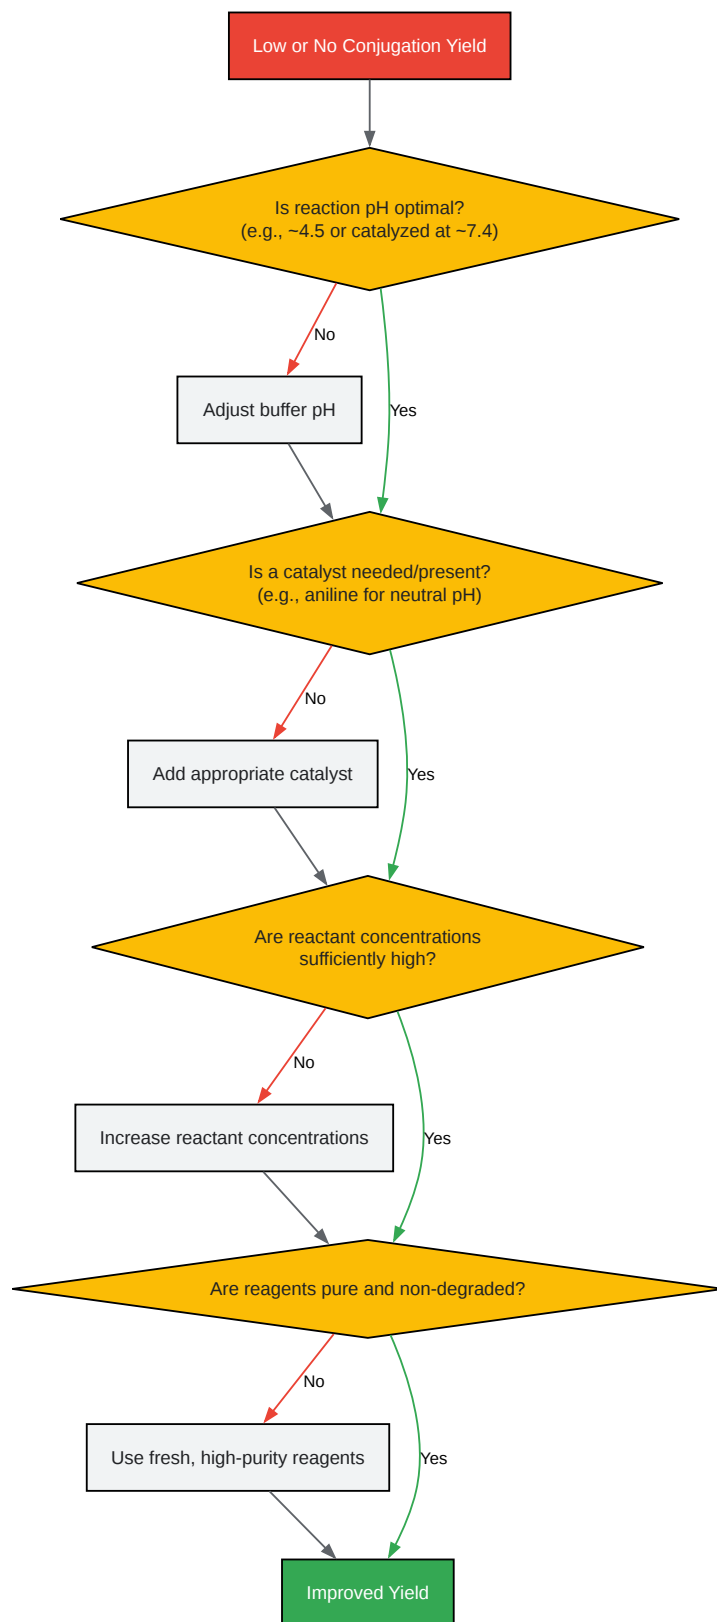 Low or No Conjugation Yield
Is reaction pH optimal?
(e.g., ~4.5 or catalyzed at ~7.4)
No
Adjust buffer pH
Yes
Is a catalyst needed/present?
(e.g., aniline for neutral pH)
No
Add appropriate catalyst
Yes
Are reactant concentrations
sufficiently high?
No
Increase reactant concentrations
Yes
Are reagents pure and non-degraded?
No
Use fresh, high-purity reagents
Yes
Improved Yield